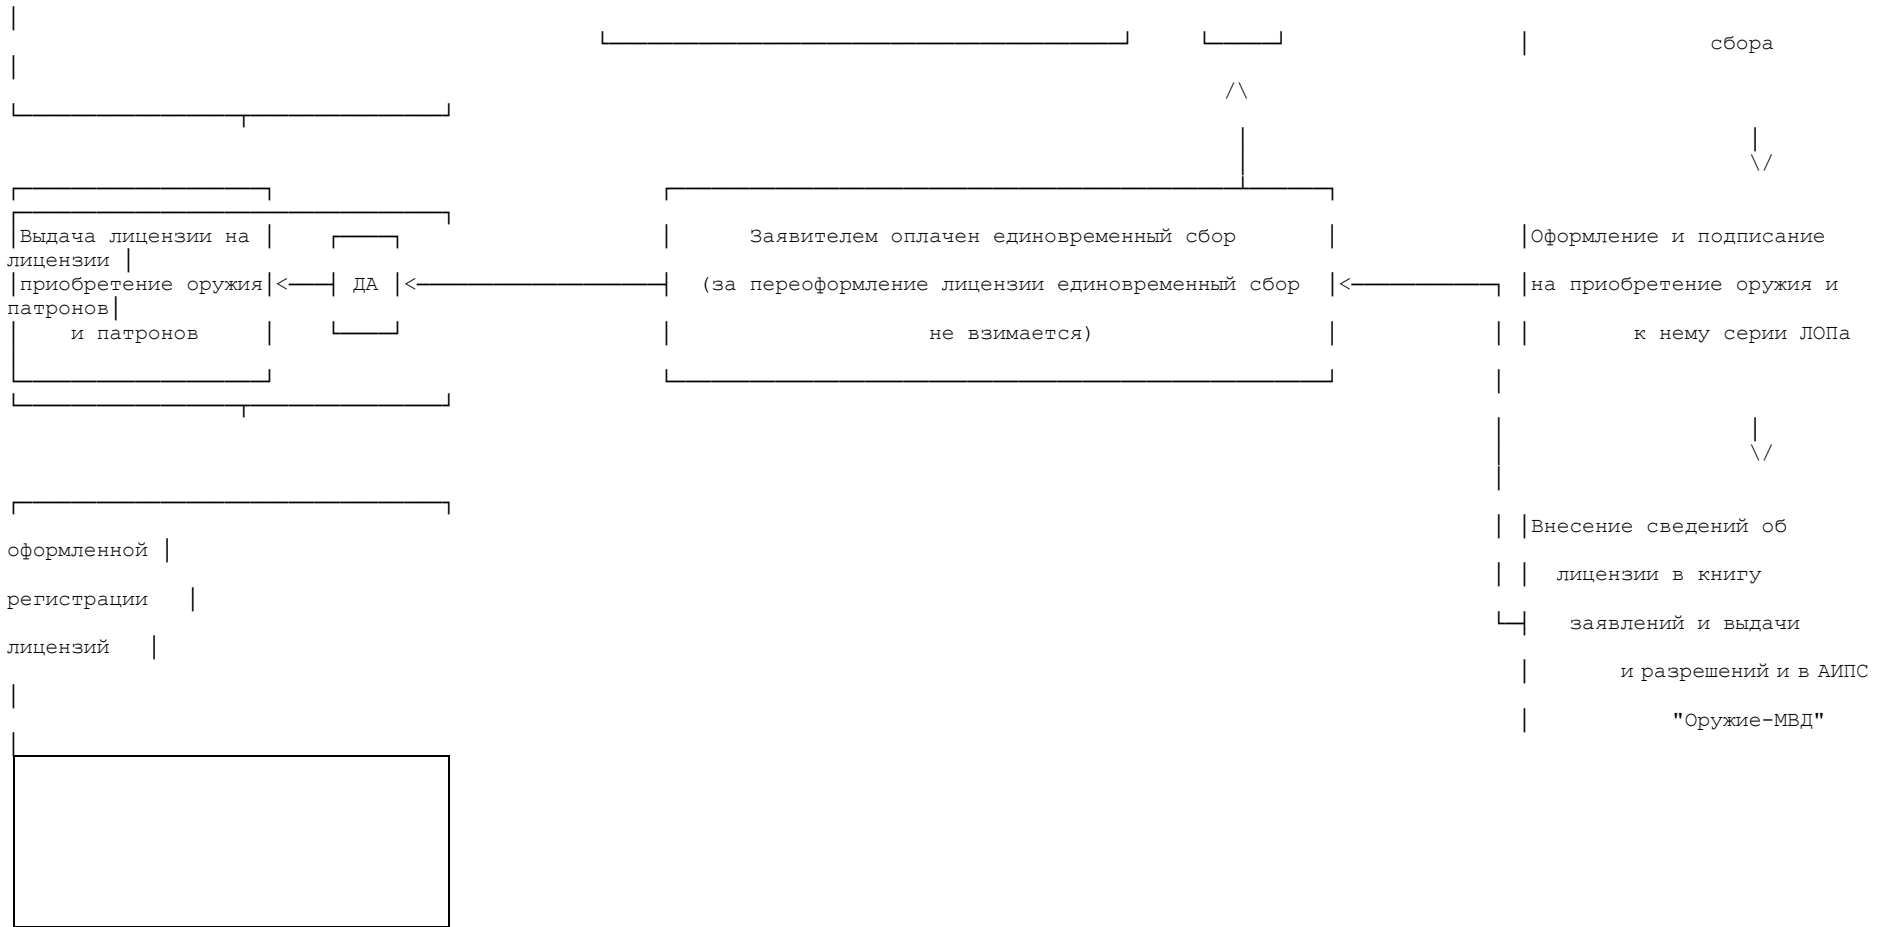 сбора
Выдача лицензии на Заявителем оплачен единовременный сбор Оформление и подписание
лицензии
приобретение оружия < ДА < (за переоформление лицензии единовременный сбор < на приобретение оружия и
патронов
и патронов не взимается) к нему серии ЛОПа
Внесение сведений об
оформленной
лицензии в книгу
регистрации
заявлений и выдачи
лицензий
и разрешений и в АИПС
"Оружие-МВД"